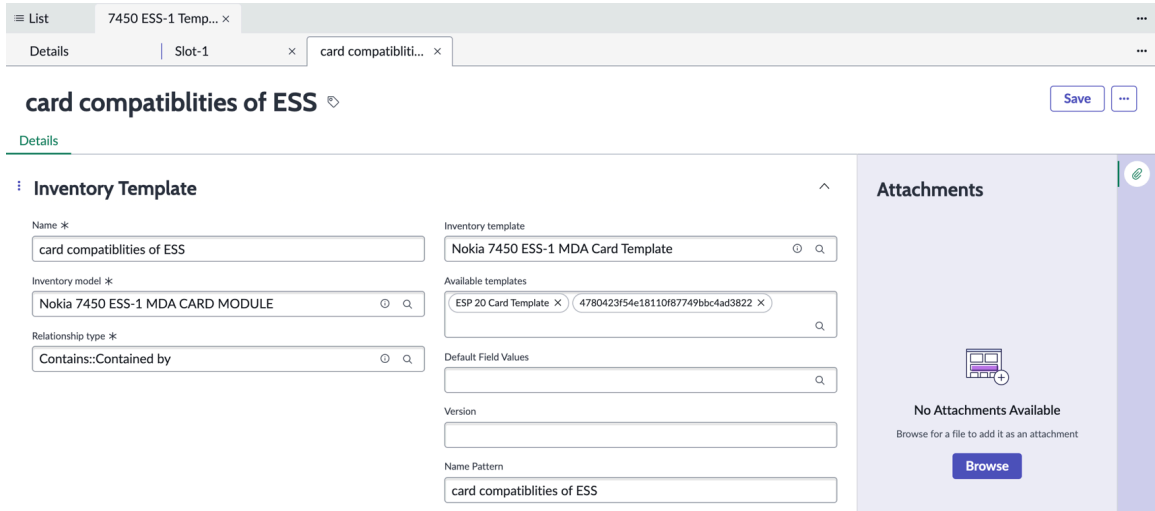 List
7450 ESS-1 Temp... ×
Details
Slot-1 ×
card compatibliti... ×
card compatiblities of ESS
Save
Details
Inventory Template
Name *
card compatiblities of ESS
Inventory model *
Nokia 7450 ESS-1 MDA CARD MODULE
Relationship type *
Contains::Contained by
Inventory template
Nokia 7450 ESS-1 MDA Card Template
Available templates
ESP 20 Card Template × 4780423f54e18110f87749bbc4ad3822 ×
Default Field Values
Version
Name Pattern
card compatiblities of ESS
Attachments
No Attachments Available
Browse for a file to add it as an attachment
Browse